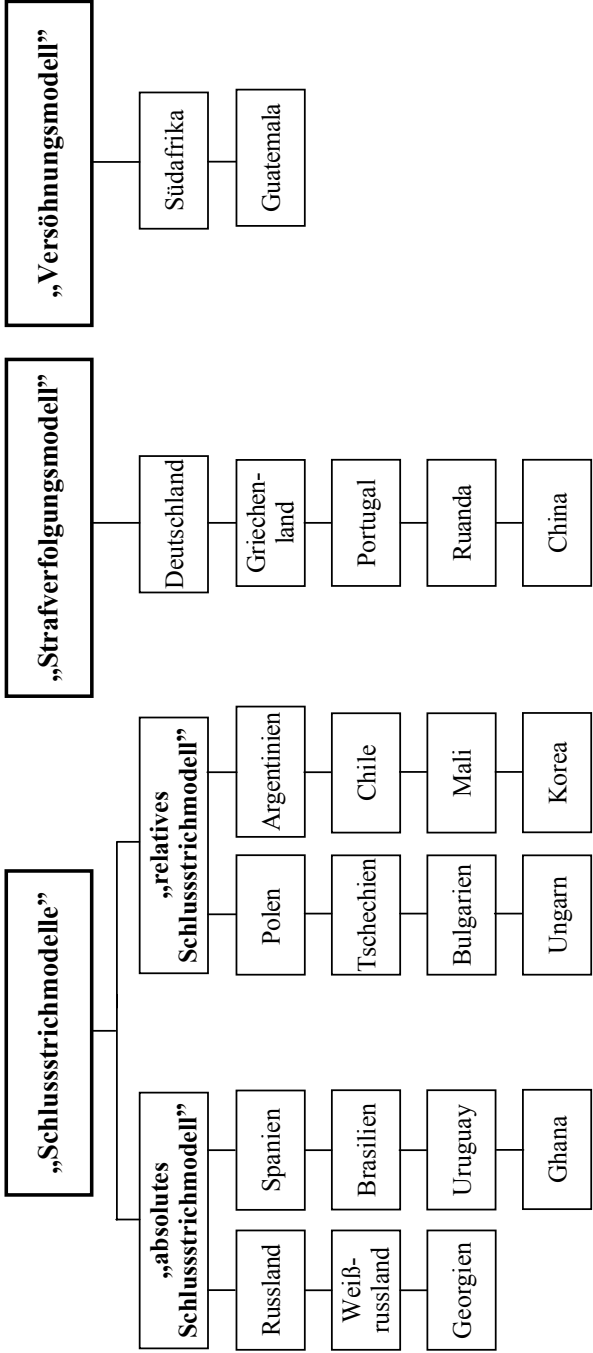 „Schlussstrichmodelle”
„absolutes
Schlussstrichmodell”
Russland
Weiß-
russland
Georgien
Spanien
Brasilien
Uruguay
Ghana
„relatives
Schlussstrichmodell”
Polen
Tschechien
Bulgarien
Ungarn
Argentinien
Chile
Mali
Korea
„Strafverfolgungsmodell”
Deutschland
Griechen-
land
Portugal
Ruanda
China
„Versöhnungsmodell”
Südafrika
Guatemala